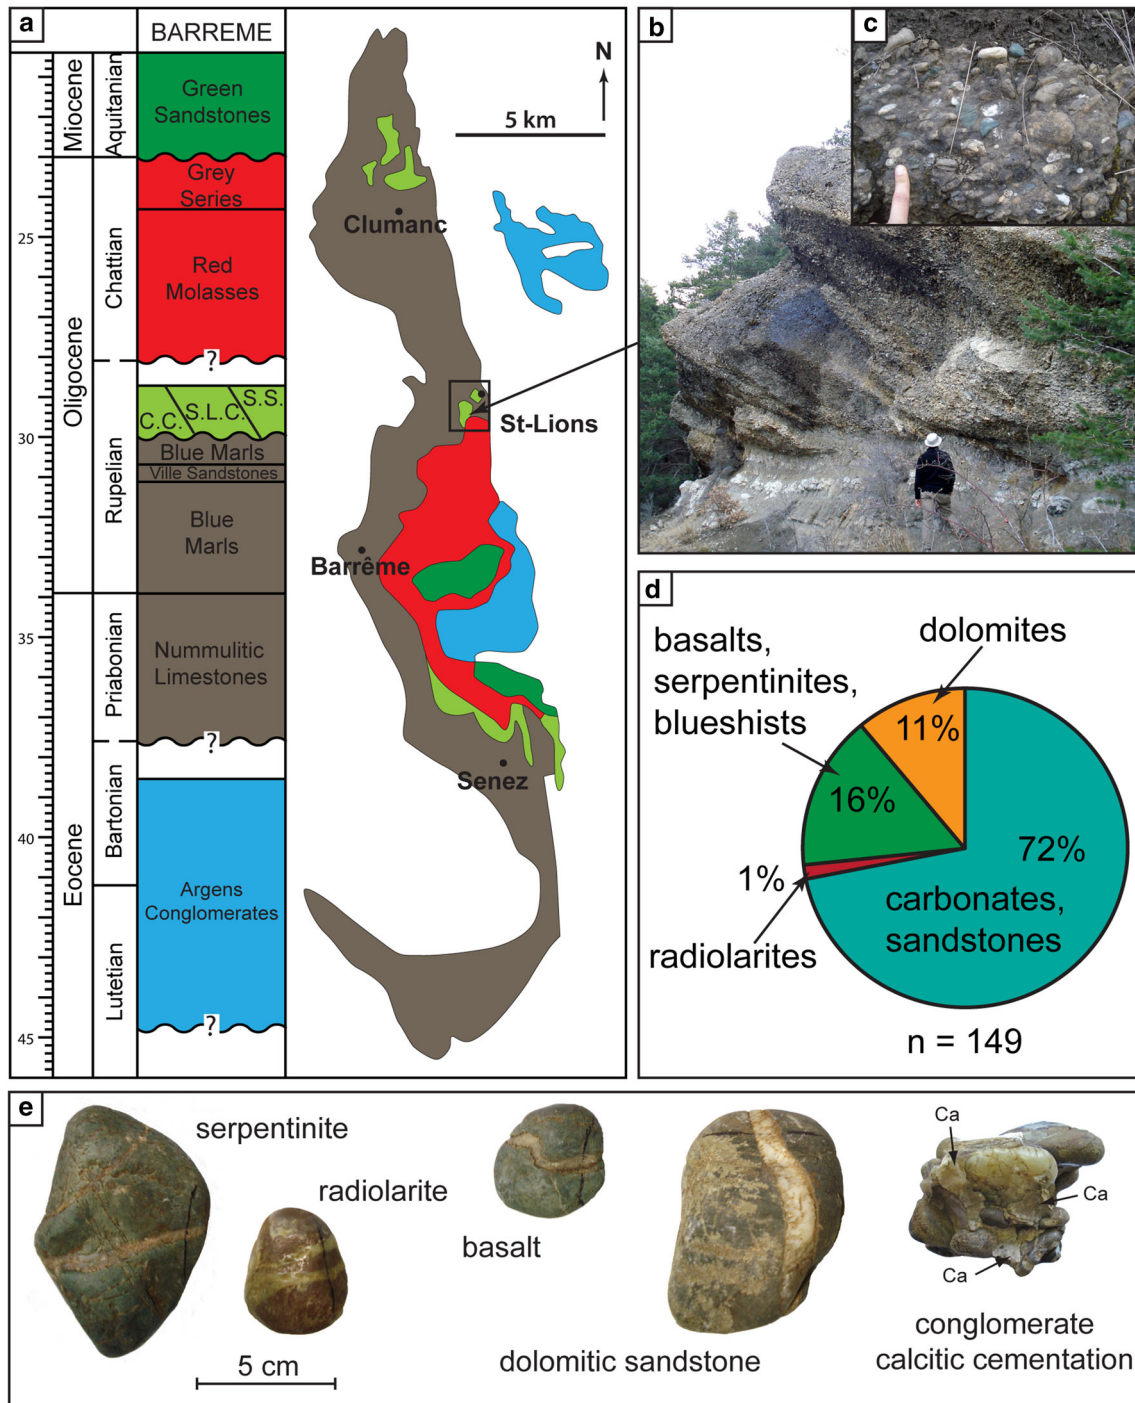 a
BARREME
Miocene
Oligocene
Eocene
Aquitanian
Chattian
Rupelian
Priabonian
Bartonian
Lutetian
25
30
35
40
45
Green
Sandstones
Grey
Series
Red
Molasses
?
C.C.
S.L.C.
S.S.
Blue Marls
Ville Sandstones
Blue
Marls
Nummulitic
Limestones
?
Argens
Conglomerates
?
N
5 km
Clumanc
St-Lions
Barrême
Senez
b
c
d
basalts,
serpentinites,
blueshists
dolomites
11%
16%
72%
1%
carbonates,
sandstones
radiolarites
n = 149
e
serpentinite
radiolarite
basalt
5 cm
dolomitic sandstone
Ca
Ca
Ca
conglomerate
calcitic cementation